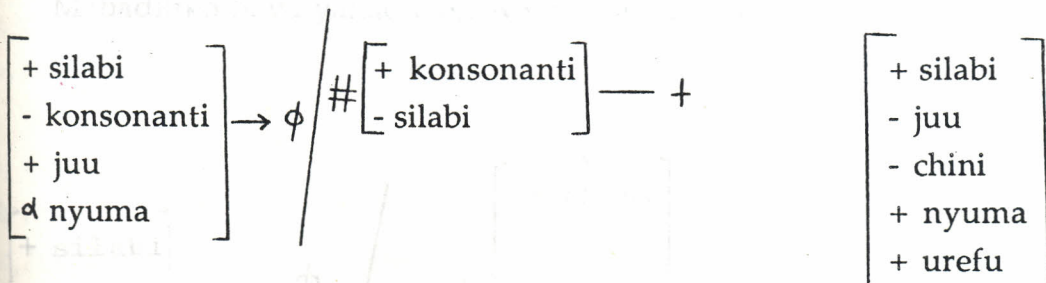 + silabi
- konsonanti
+ juu
α nyuma
→ ϕ / #
+ konsonanti
- silabi
— +
+ silabi
- juu
- chini
+ nyuma
+ urefu